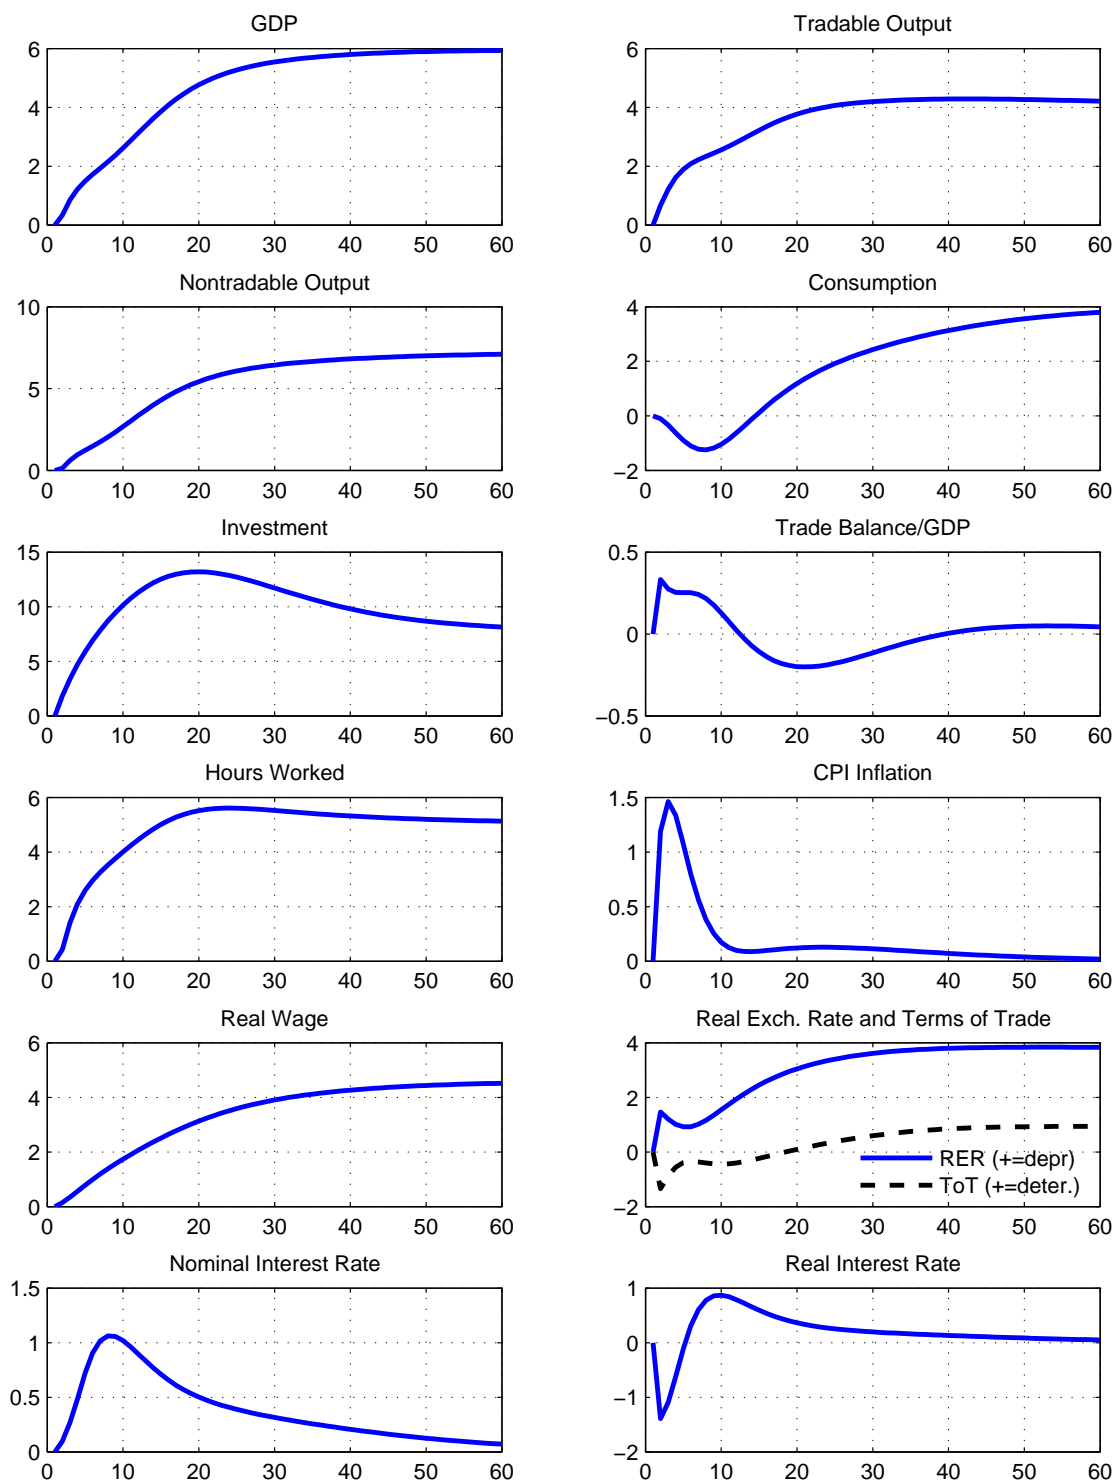 GDP
6
4
2
0
0 10 20 30 40 50 60
Tradable Output
6
4
2
0
0 10 20 30 40 50 60
Nontradable Output
10
5
0
0 10 20 30 40 50 60
Consumption
4
2
0
−2
0 10 20 30 40 50 60
Investment
15
10
5
0
0 10 20 30 40 50 60
Trade Balance/GDP
0.5
0
−0.5
0 10 20 30 40 50 60
Hours Worked
6
4
2
0
0 10 20 30 40 50 60
CPI Inflation
1.5
1
0.5
0
0 10 20 30 40 50 60
Real Wage
6
4
2
0
0 10 20 30 40 50 60
Real Exch. Rate and Terms of Trade
4
2
0
−2
RER (+=depr)
ToT (+=deter.)
0 10 20 30 40 50 60
Nominal Interest Rate
1.5
1
0.5
0
0 10 20 30 40 50 60
Real Interest Rate
1
0
−1
−2
0 10 20 30 40 50 60